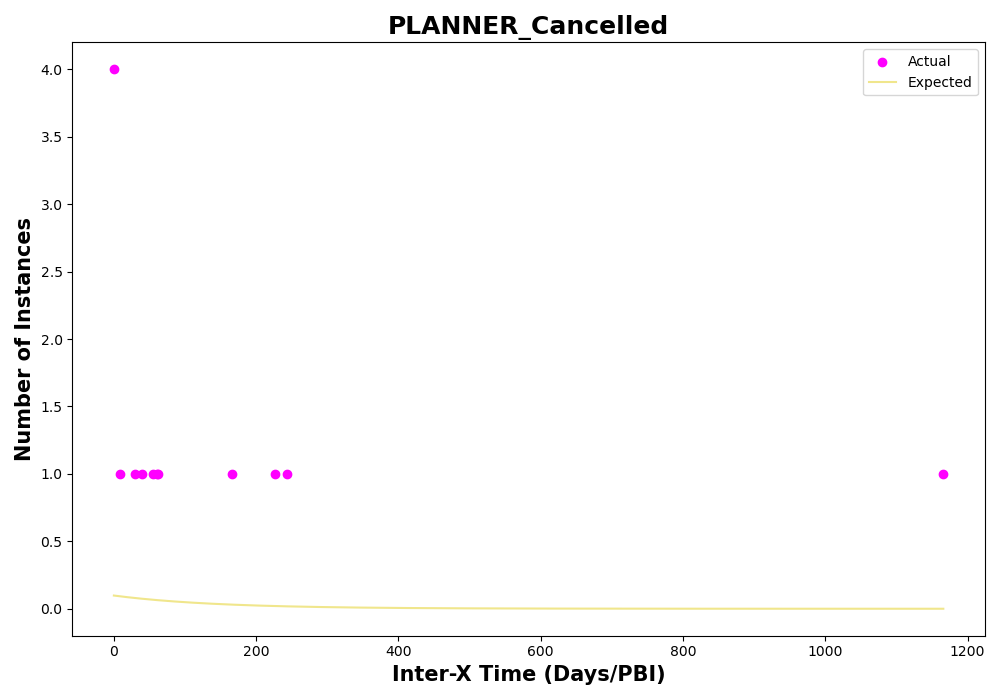 PLANNER_Cancelled
Actual
Expected
Number of Instances
4.0
3.5
3.0
2.5
2.0
1.5
1.0
0.5
0.0
0 200 400 600 800 1000 1200
Inter-X Time (Days/PBI)